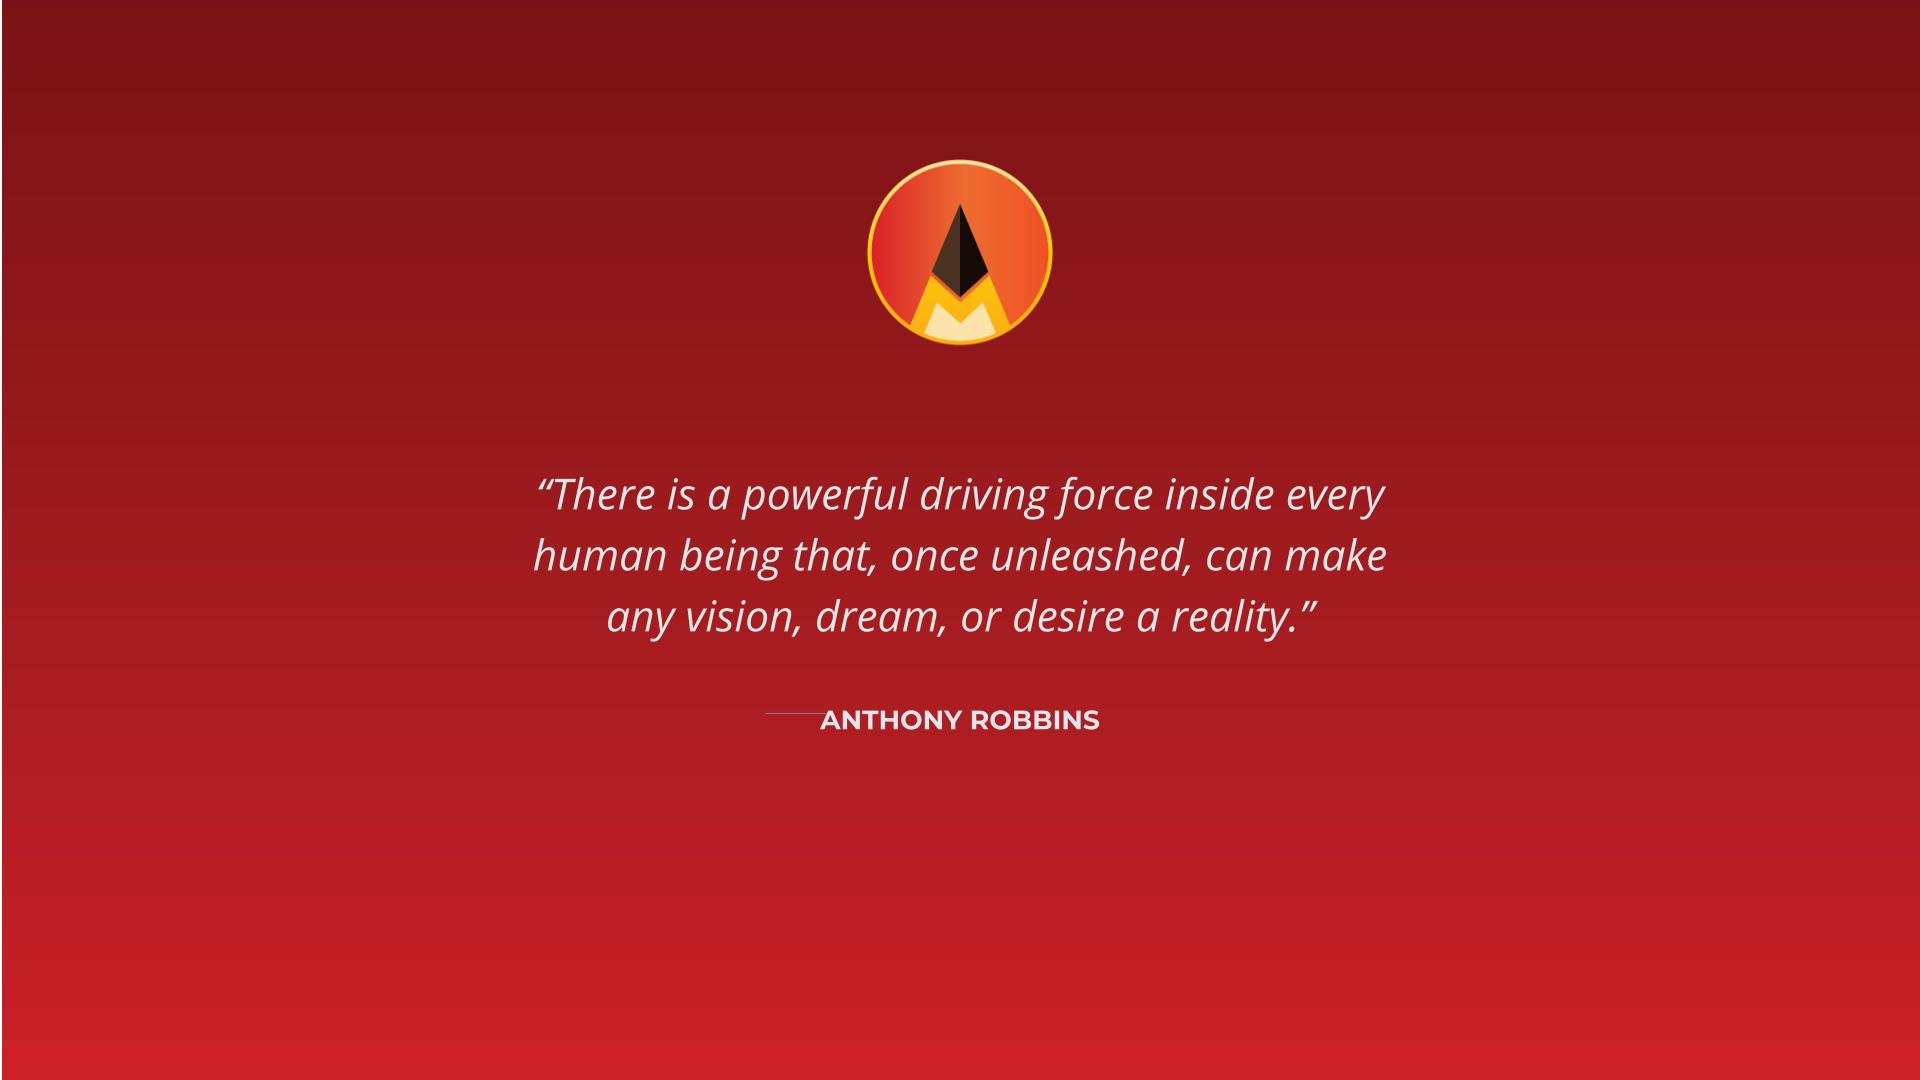 “There is a powerful driving force inside every
human being that, once unleashed, can make
any vision, dream, or desire a reality.”
ANTHONY ROBBINS